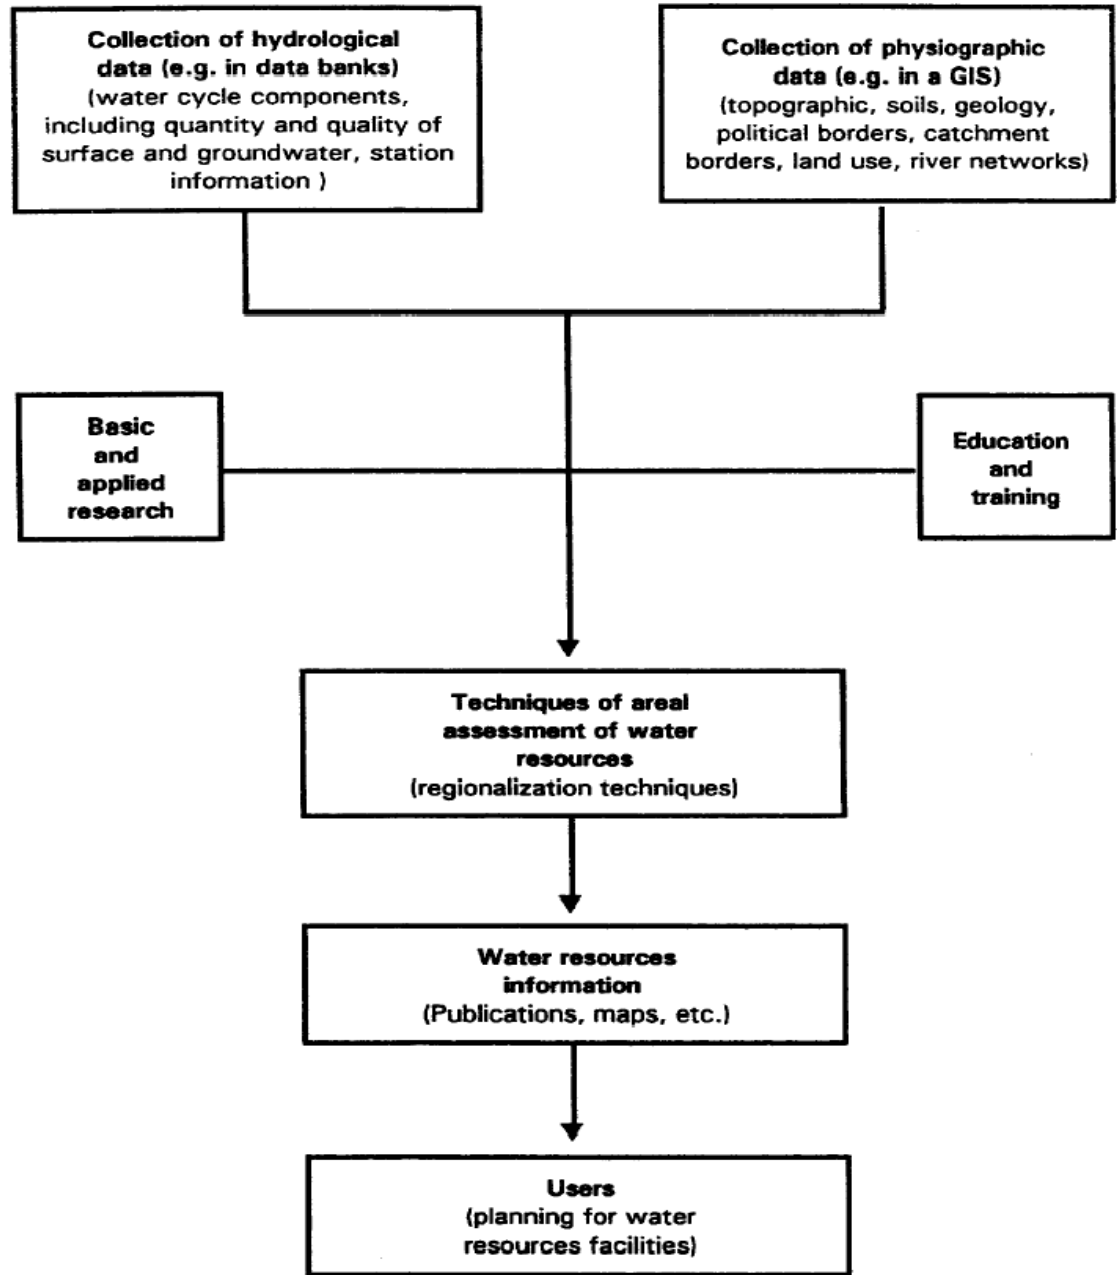 Collection of hydrological
data (e.g. in data banks)
(water cycle components,
including quantity and quality of
surface and groundwater, station
information )
Collection of physiographic
data (e.g. in a GIS)
(topographic, soils, geology,
political borders, catchment
borders, land use, river networks)
Basic
and
applied
research
Education
and
training
Techniques of areal
assessment of water
resources
(regionalization techniques)
Water resources
information
(Publications, maps, etc.)
Users
(planning for water
resources facilities)